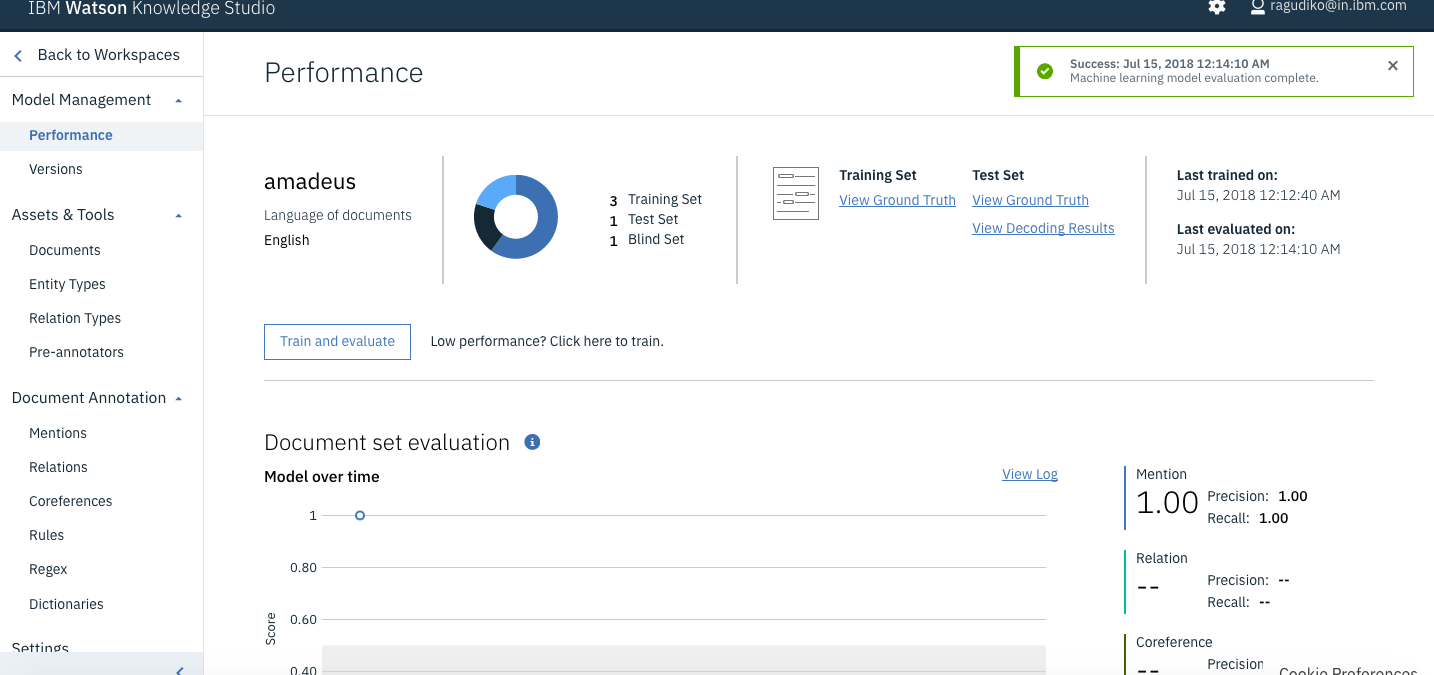 IBM Watson Knowledge Studio
ragudiko@in.ibm.com
Back to Workspaces
Model Management
Performance
Versions
Assets & Tools
Documents
Entity Types
Relation Types
Pre-annotators
Document Annotation
Mentions
Relations
Coreferences
Rules
Regex
Dictionaries
Settings
Performance
Success: Jul 15, 2018 12:14:10 AM
Machine learning model evaluation complete.
amadeus
Language of documents
English
3 Training Set
1 Test Set
1 Blind Set
Training Set
View Ground Truth
Test Set
View Ground Truth
View Decoding Results
Last trained on:
Jul 15, 2018 12:12:40 AM
Last evaluated on:
Jul 15, 2018 12:14:10 AM
Train and evaluate
Low performance? Click here to train.
Document set evaluation
Model over time
View Log
1
0.80
0.60
0.40
Score
Mention
1.00
Precision: 1.00
Recall: 1.00
Relation
--
Precision: --
Recall: --
Coreference
--
Precision
Cookie Preferences